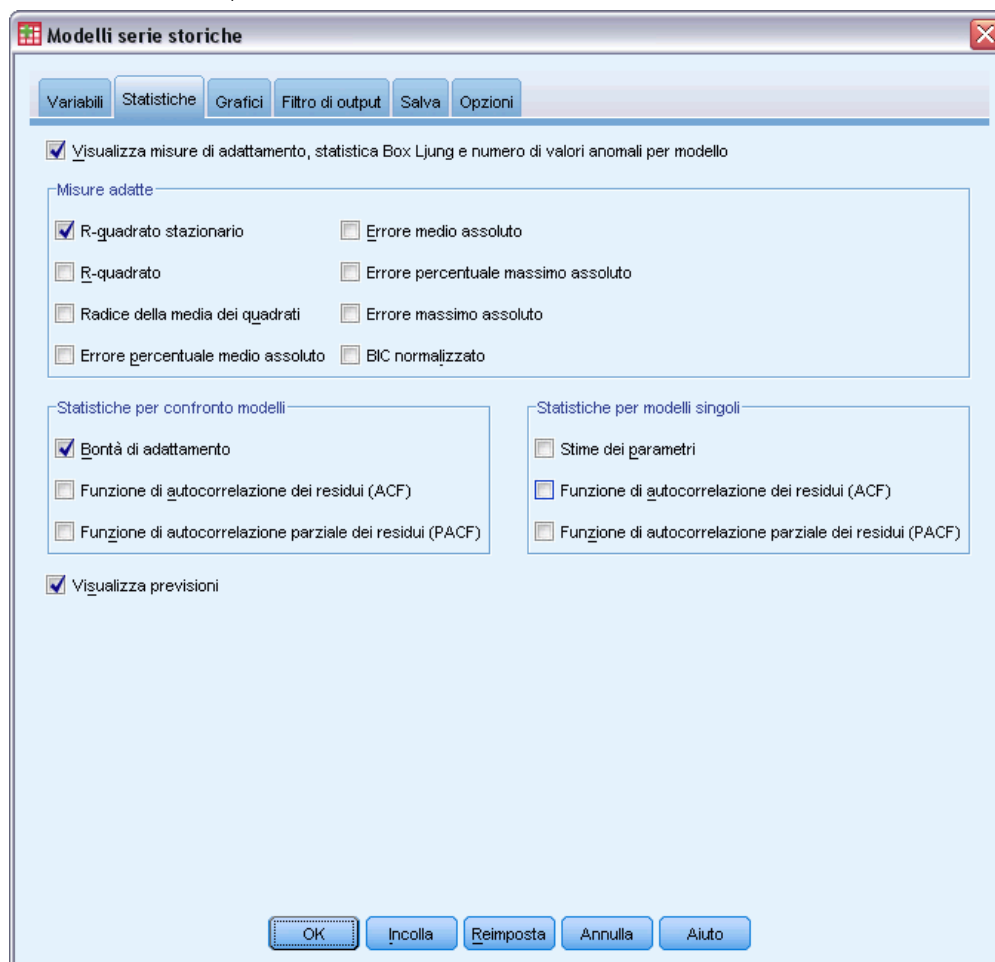 Modelli serie storiche
Variabili Statistiche Grafici Filtro di output Salva Opzioni
Visualizza misure di adattamento, statistica Box Ljung e numero di valori anomali per modello
Misure adatte
R-quadrato stazionario Errore medio assoluto
R-quadrato Errore percentuale massimo assoluto
Radice della media dei quadrati Errore massimo assoluto
Errore percentuale medio assoluto BIC normalizzato
Statistiche per confronto modelli Statistiche per modelli singoli
Bontà di adattamento Stime dei parametri
Funzione di autocorrelazione dei residui (ACF) Funzione di autocorrelazione dei residui (ACF)
Funzione di autocorrelazione parziale dei residui (PACF) Funzione di autocorrelazione parziale dei residui (PACF)
Visualizza previsioni
OK Incolla Reimposta Annulla Aiuto